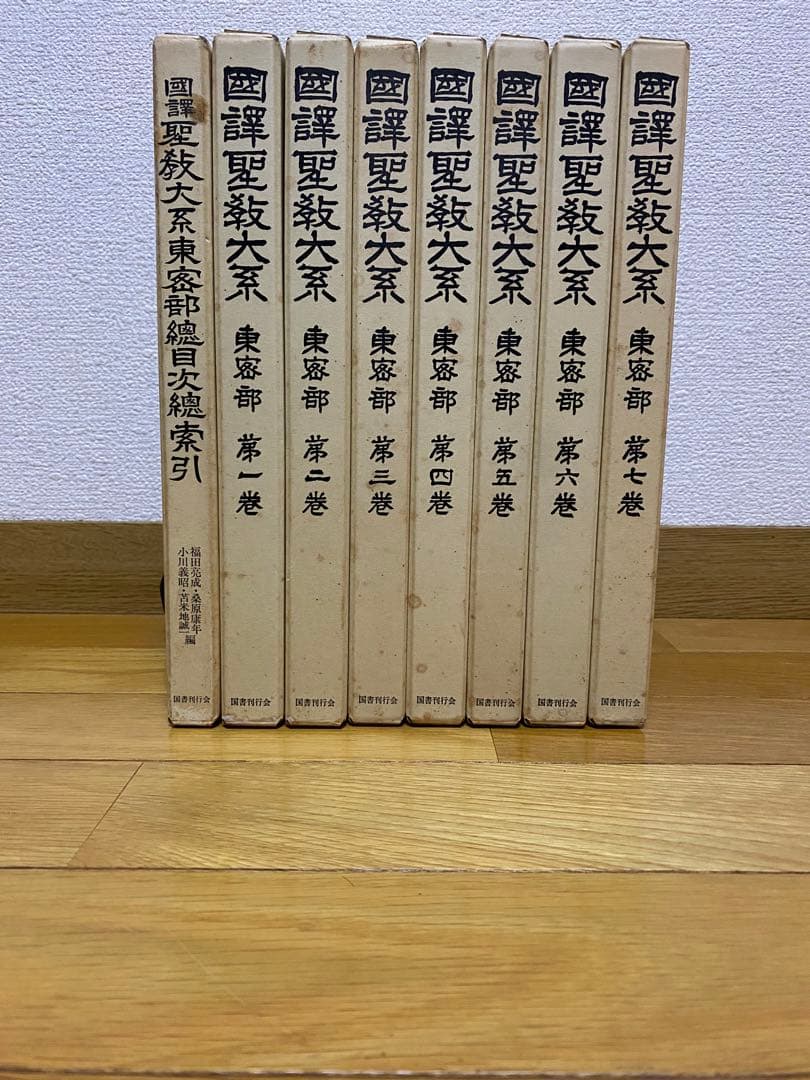 國譯聖教大系東密部總目次總索引
福田亮成・桑原康年
小川義昭・苫米地誠一編
国書刊行会
國譯聖教大系 東密部 第一巻
国書刊行会
國譯聖教大系 東密部 第二巻
国書刊行会
國譯聖教大系 東密部 第三巻
国書刊行会
國譯聖教大系 東密部 第四巻
国書刊行会
國譯聖教大系 東密部 第五巻
国書刊行会
國譯聖教大系 東密部 第六巻
国書刊行会
國譯聖教大系 東密部 第七巻
国書刊行会